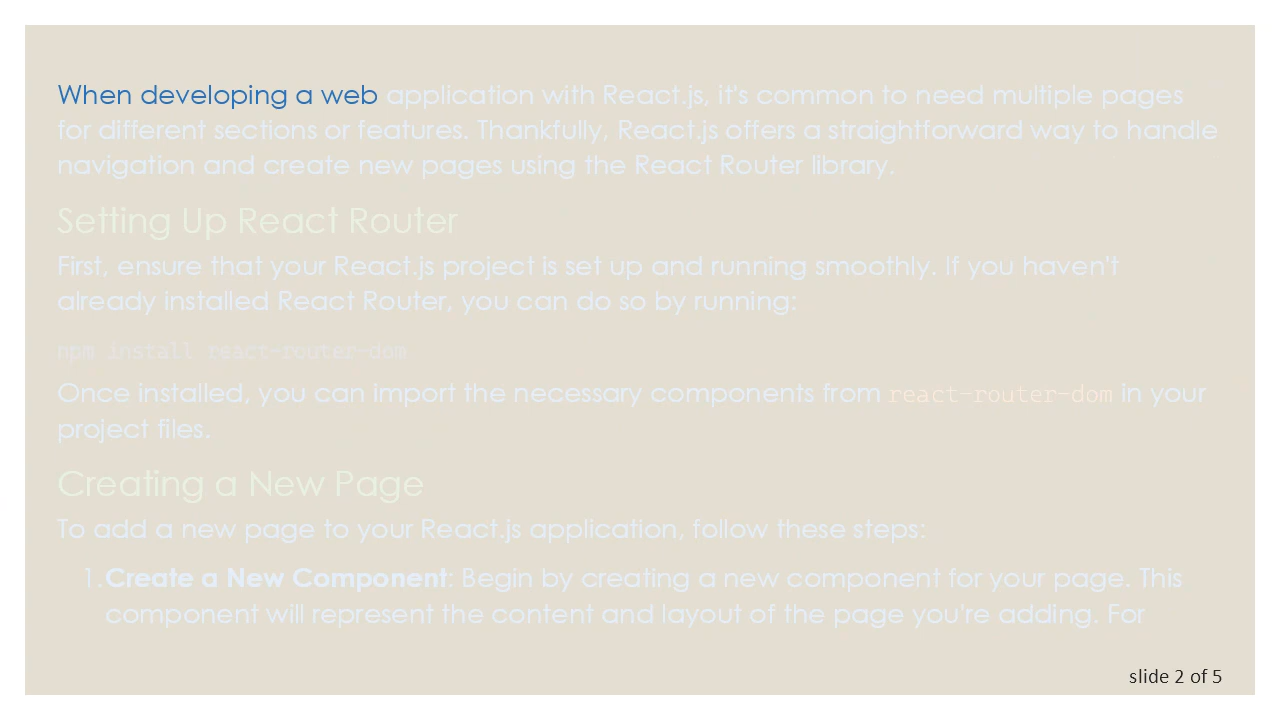 When developing a web application with React.js, it's common to need multiple pages
for different sections or features. Thankfully, React.js offers a straightforward way to handle
navigation and create new pages using the React Router library.
Setting Up React Router
First, ensure that your React.js project is set up and running smoothly. If you haven't
already installed React Router, you can do so by running:
npm install react-router-dom
Once installed, you can import the necessary components from react-router-dom in your
project files.
Creating a New Page
To add a new page to your React.js application, follow these steps:
1. Create a New Component: Begin by creating a new component for your page. This
component will represent the content and layout of the page you're adding. For
slide 2 of 5